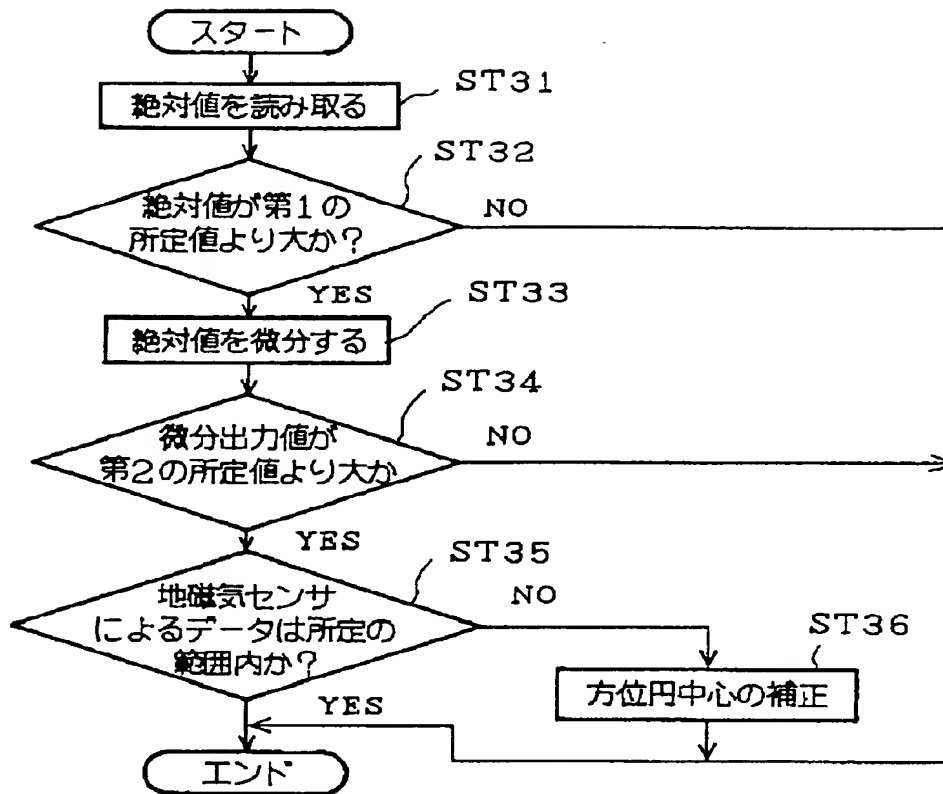 スタート
ST31
絶対値を読み取る
ST32
絶対値が第1の
所定値より大か?
NO
YES
ST33
絶対値を微分する
ST34
微分出力値が
第2の所定値より大か
NO
YES
ST35
地磁気センサ
によるデータは所定の
範囲内か?
NO
ST36
方位円中心の補正
YES
エンド